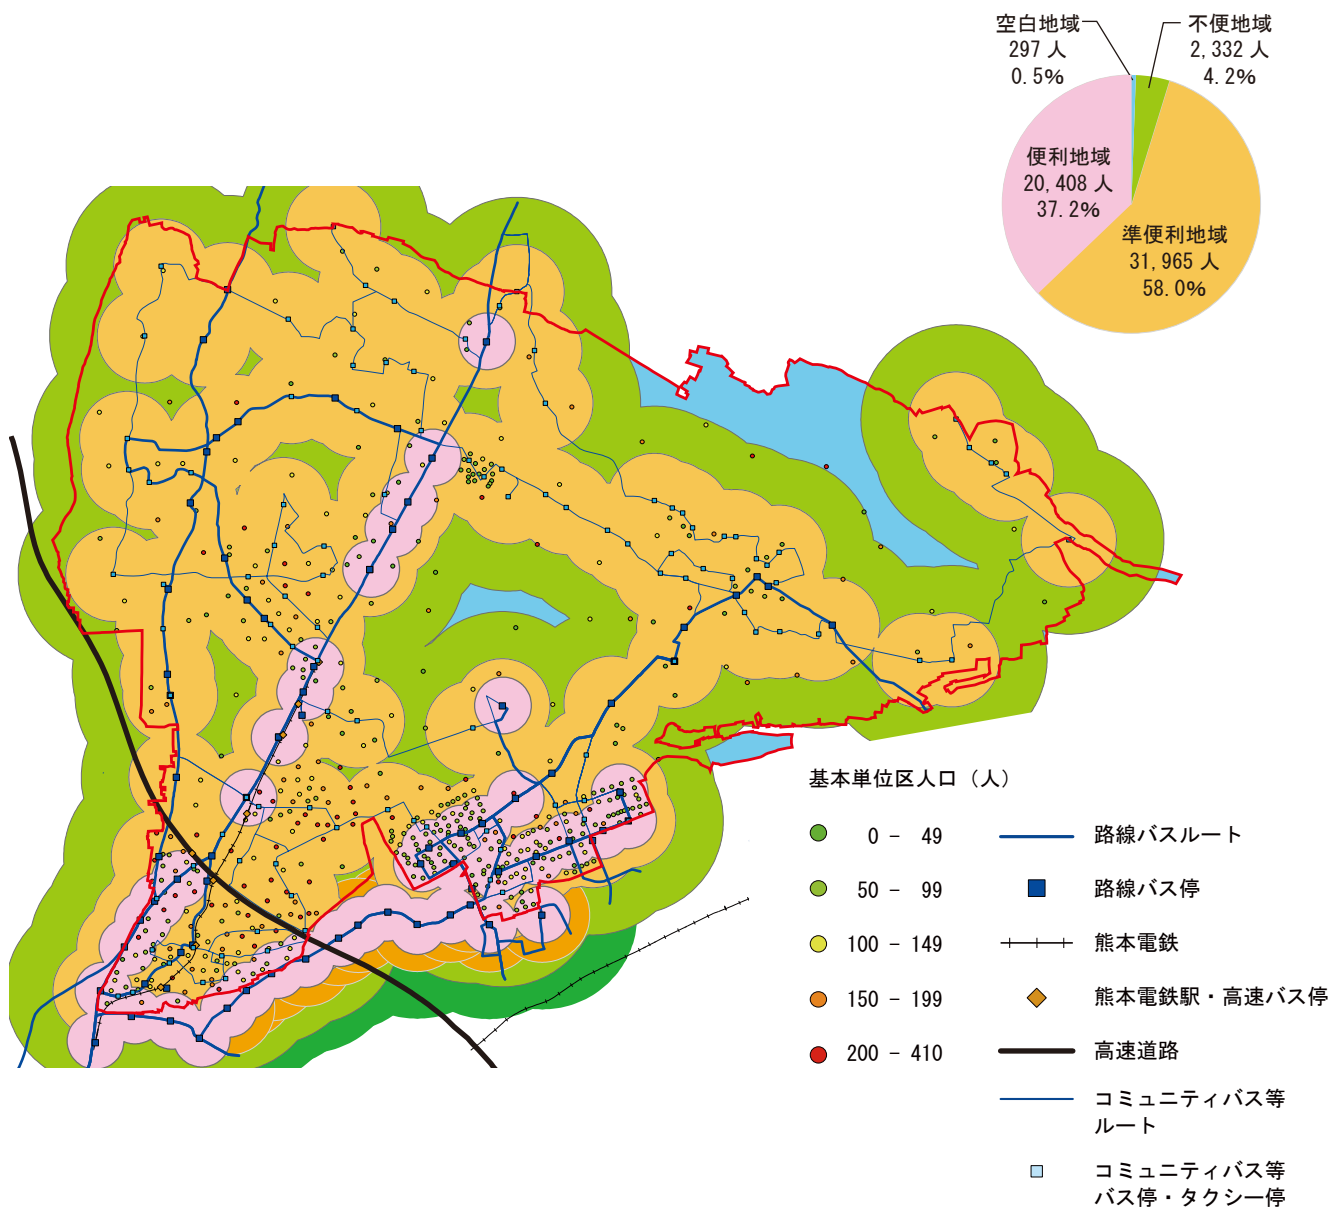 空白地域
297 人
0.5%
不便地域
2,332 人
4.2%
便利地域
20,408 人
37.2%
準便利地域
31,965 人
58.0%
基本単位区人口（人）
0 - 49
50 - 99
100 - 149
150 - 199
200 - 410
路線バスルート
路線バス停
熊本電鉄
熊本電鉄駅・高速バス停
高速道路
コミュニティバス等
ルート
コミュニティバス等
バス停・タクシー停